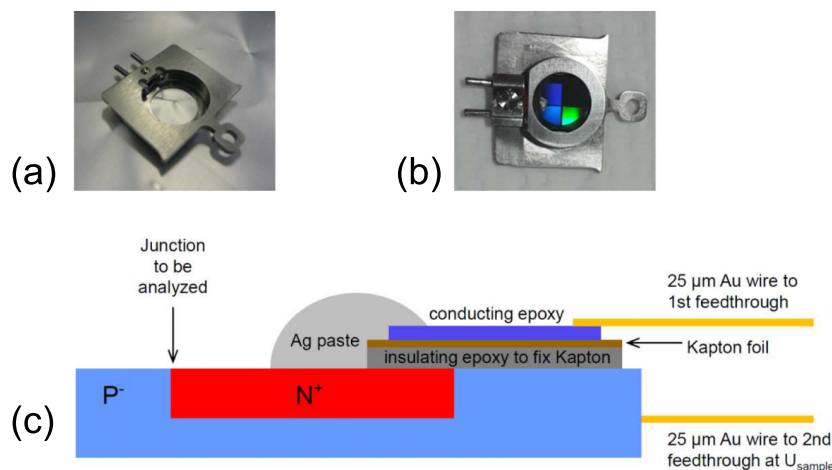 (a)
(b)
Junction
to be
analyzed
25 µm Au wire to
1st feedthrough
conducting epoxy
Ag paste
insulating epoxy to fix Kapton
Kapton foil
P-
N+
(c)
25 µm Au wire to 2nd
feedthrough at Usample